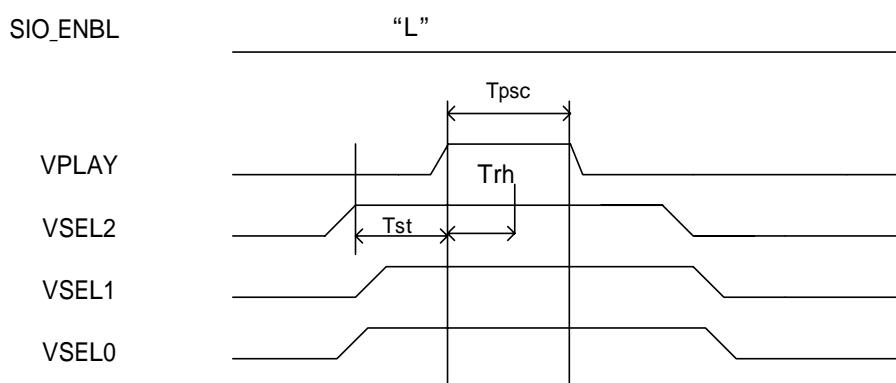 SIO_ENBL “L”
Tpsc
VPLAY
Trh
VSEL2
Tst
VSEL1
VSEL0